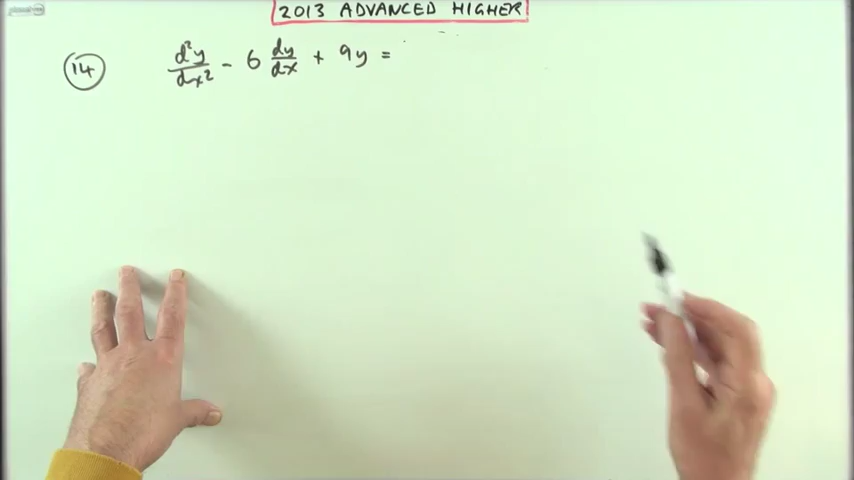 2013 ADVANCED HIGHER
14 d²y/dx² - 6 dy/dx + 9y =